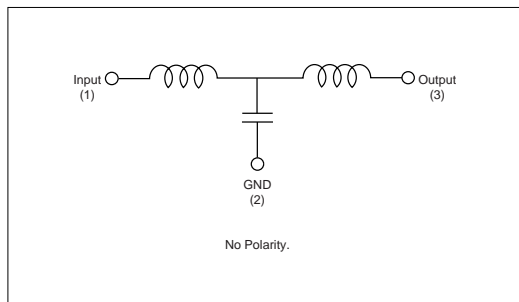 Input
(1)
Output
(3)
GND
(2)
No Polarity.